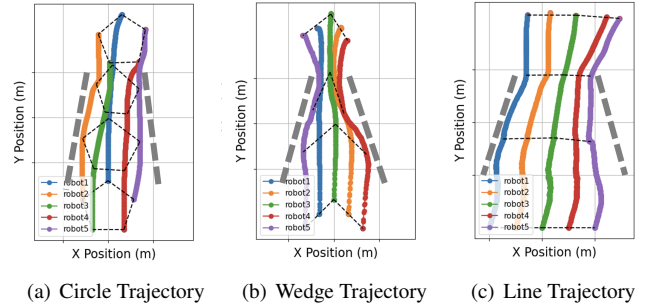 Y Position (m)
robot1
robot2
robot3
robot4
robot5
X Position (m)
(a) Circle Trajectory
Y Position (m)
robot1
robot2
robot3
robot4
robot5
X Position (m)
(b) Wedge Trajectory
Y Position (m)
robot1
robot2
robot3
robot4
robot5
X Position (m)
(c) Line Trajectory